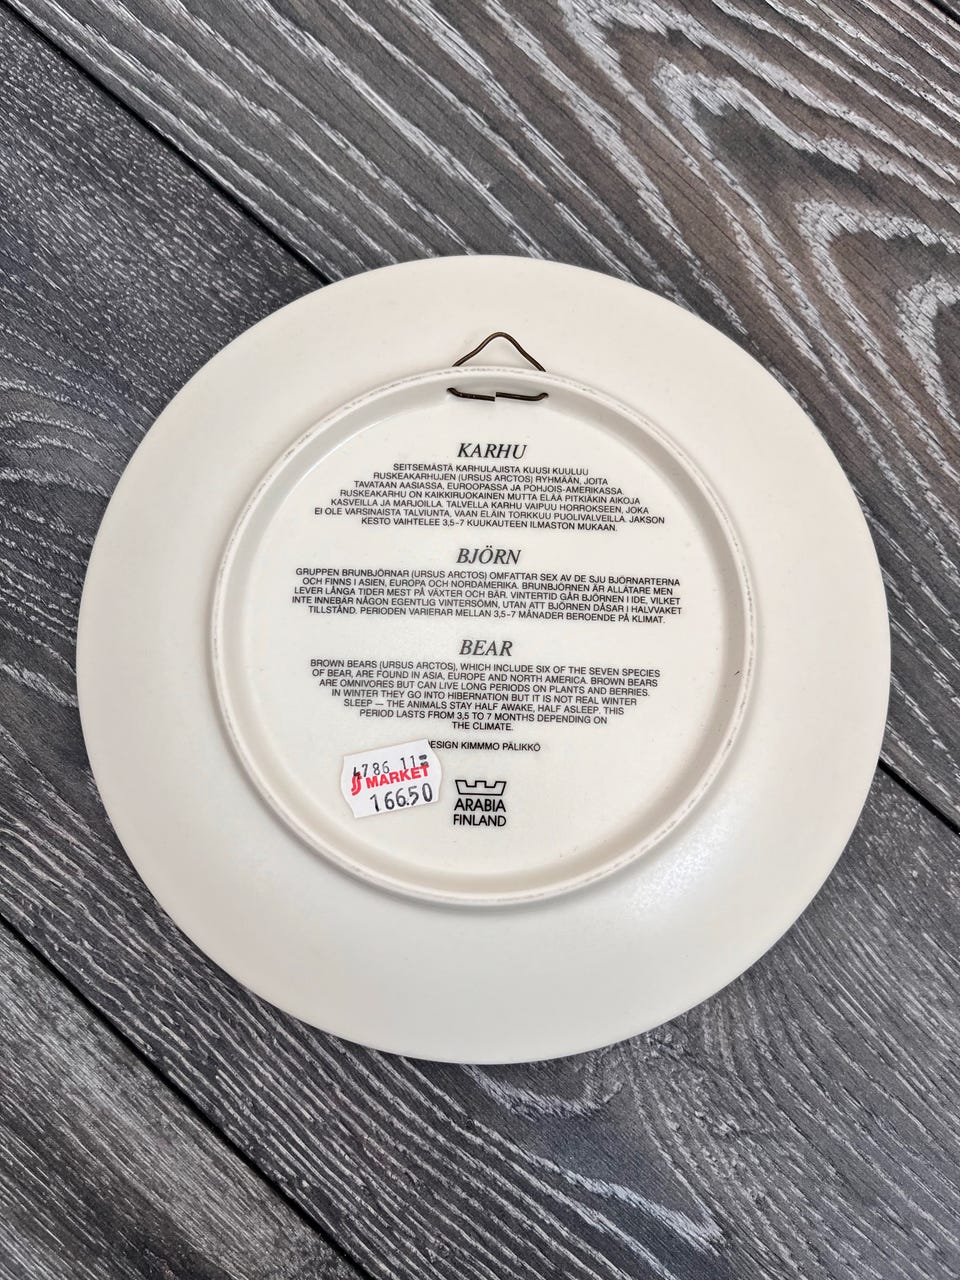 KARHU
SEITSEMÄSTÄ KARHULAJISTA KUUSI KUULUU
RUSKEAKARHUJEN (URSUS ARCTOS) RYHMÄÄN, JOITA
TAVATAAN AASIASSA, EUROOPASSA JA POHJOIS-AMERIKASSA.
RUSKEAKARHU ON KAIKKIRUOKAINEN MUTTA ELÄÄ PITKIÄKIN AIKOJA
KASVEILLA JA MARJOILLA. TALVELLA KARHU VAIPUU HORROKSEEN, JOKA
EI OLE VARSINAISTA TALVIUNTA, VAAN ELÄIN TORKKUU PUOLIVALVEILLA. JAKSON
KESTO VAIHTELEE 3,5-7 KUUKAUTEEN ILMASTON MUKAAN.
BJÖRN
GRUPPEN BRUNBJÖRNAR (URSUS ARCTOS) OMFATTAR SEX AV DE SJU BJÖRNARTERNA
OCH FINNS I ASIEN, EUROPA OCH NORDAMERIKA. BRUNBJÖRNEN ÄR ALLÄTARE MEN
LEVER LÅNGA TIDER MEST PÅ VÄXTER OCH BÄR. VINTERTID GÅR BJÖRNEN I IDE, VILKET
INTE INNEBÄR NÅGON EGENTLIG VINTERSÖMN, UTAN ATT BJÖRNEN DÅSAR I HALVVAKET
TILLSTÅND. PERIODEN VARIERAR MELLAN 3,5-7 MÅNADER BEROENDE PÅ KLIMAT.
BEAR
BROWN BEARS (URSUS ARCTOS), WHICH INCLUDE SIX OF THE SEVEN SPECIES
OF BEAR, ARE FOUND IN ASIA, EUROPE AND NORTH AMERICA. BROWN BEARS
ARE OMNIVORES BUT CAN LIVE LONG PERIODS ON PLANTS AND BERRIES.
IN WINTER THEY GO INTO HIBERNATION BUT IT IS NOT REAL WINTER
SLEEP — THE ANIMALS STAY HALF AWAKE, HALF ASLEEP. THIS
PERIOD LASTS FROM 3,5 TO 7 MONTHS DEPENDING ON
THE CLIMATE.
ESIGN KIMMMO PÄLIKKÖ
4786 11
S MARKET
166.50
ARABIA
FINLAND